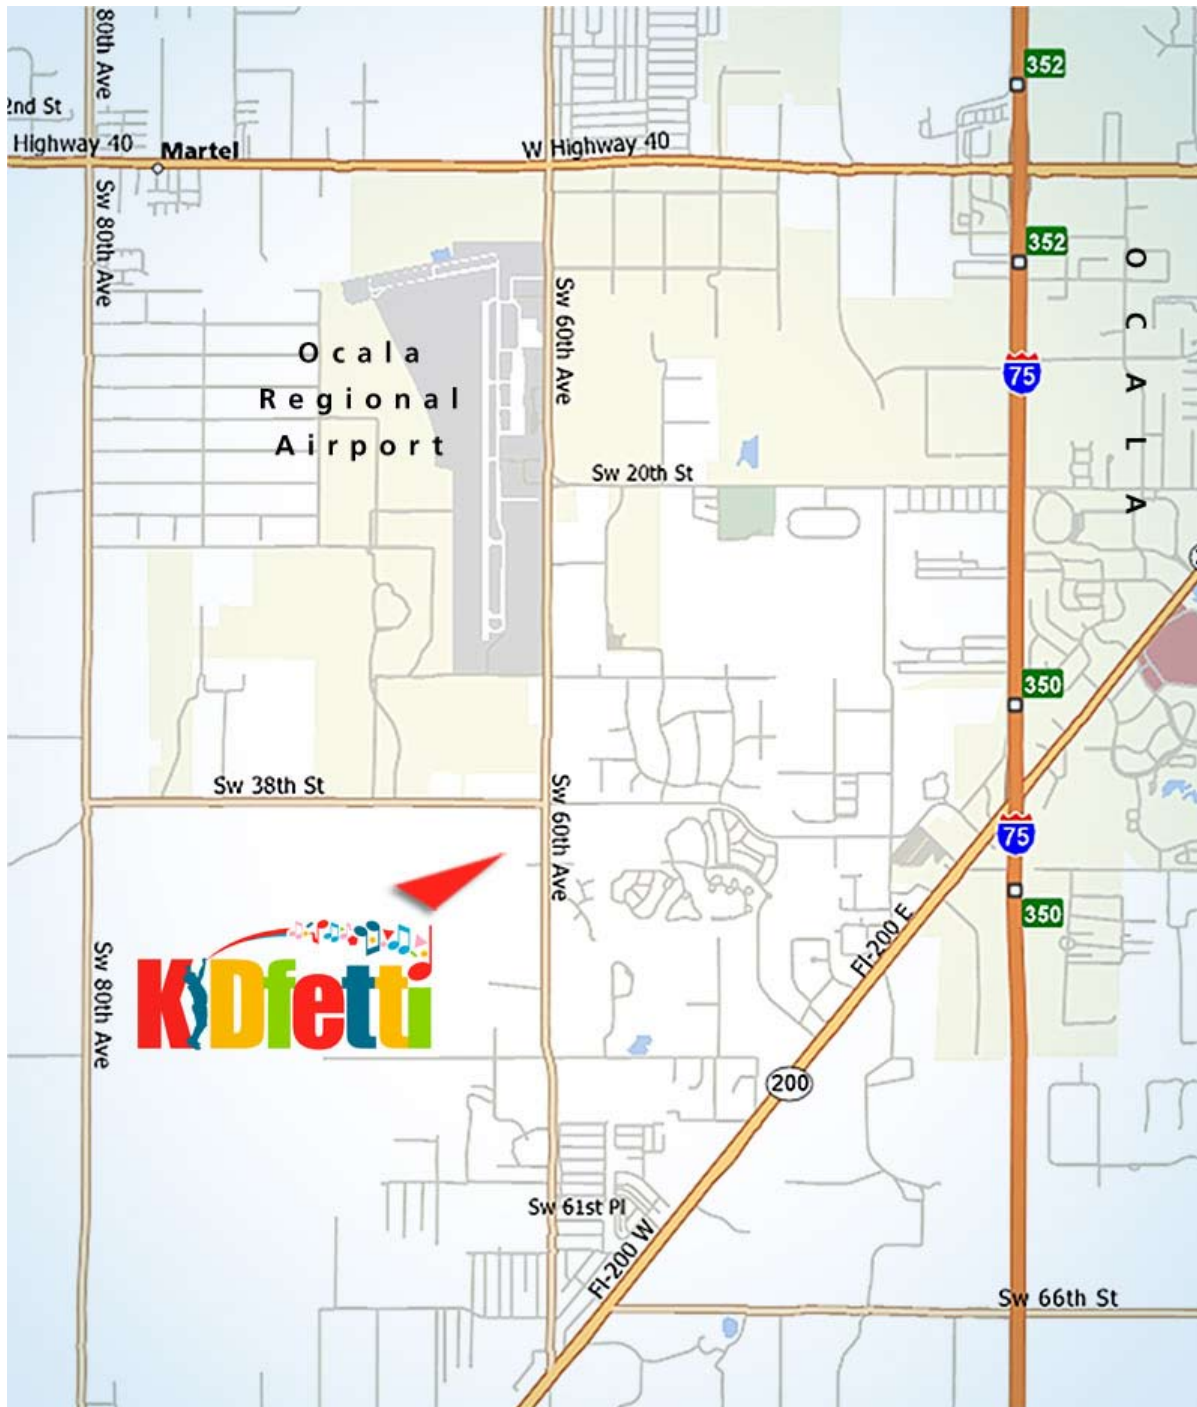 80th Ave
352
2nd St
Highway 40
Martel
W Highway 40
Sw 80th Ave
352
OCALA
Sw 60th Ave
Ocala
Regional
Airport
75
Sw 20th St
350
Sw 38th St
Sw 60th Ave
75
350
Fl-200 E
Sw 80th Ave
KiDfetti
200
Sw 61st Pl
Fl-200 W
Sw 66th St